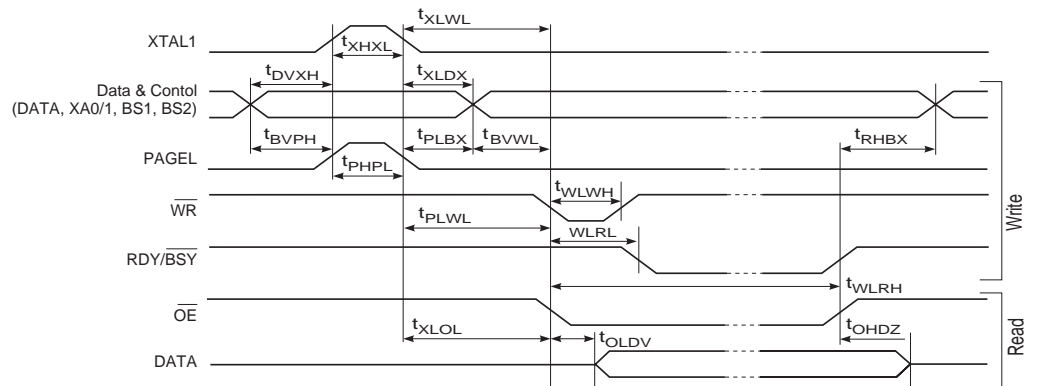 tXLWL
XTAL1
tXHXL
tDVXH
tXLDX
Data & Contol
(DATA, XA0/1, BS1, BS2)
tBVPH
tPLBX
tBVWL
tRHBX
PAGEL
tPHPL
tWLWH
WR
tPLWL
WLRL
RDY/BSY
tWLRH
OE
tXLOL
tOLDV
tOHDZ
DATA
Write
Read